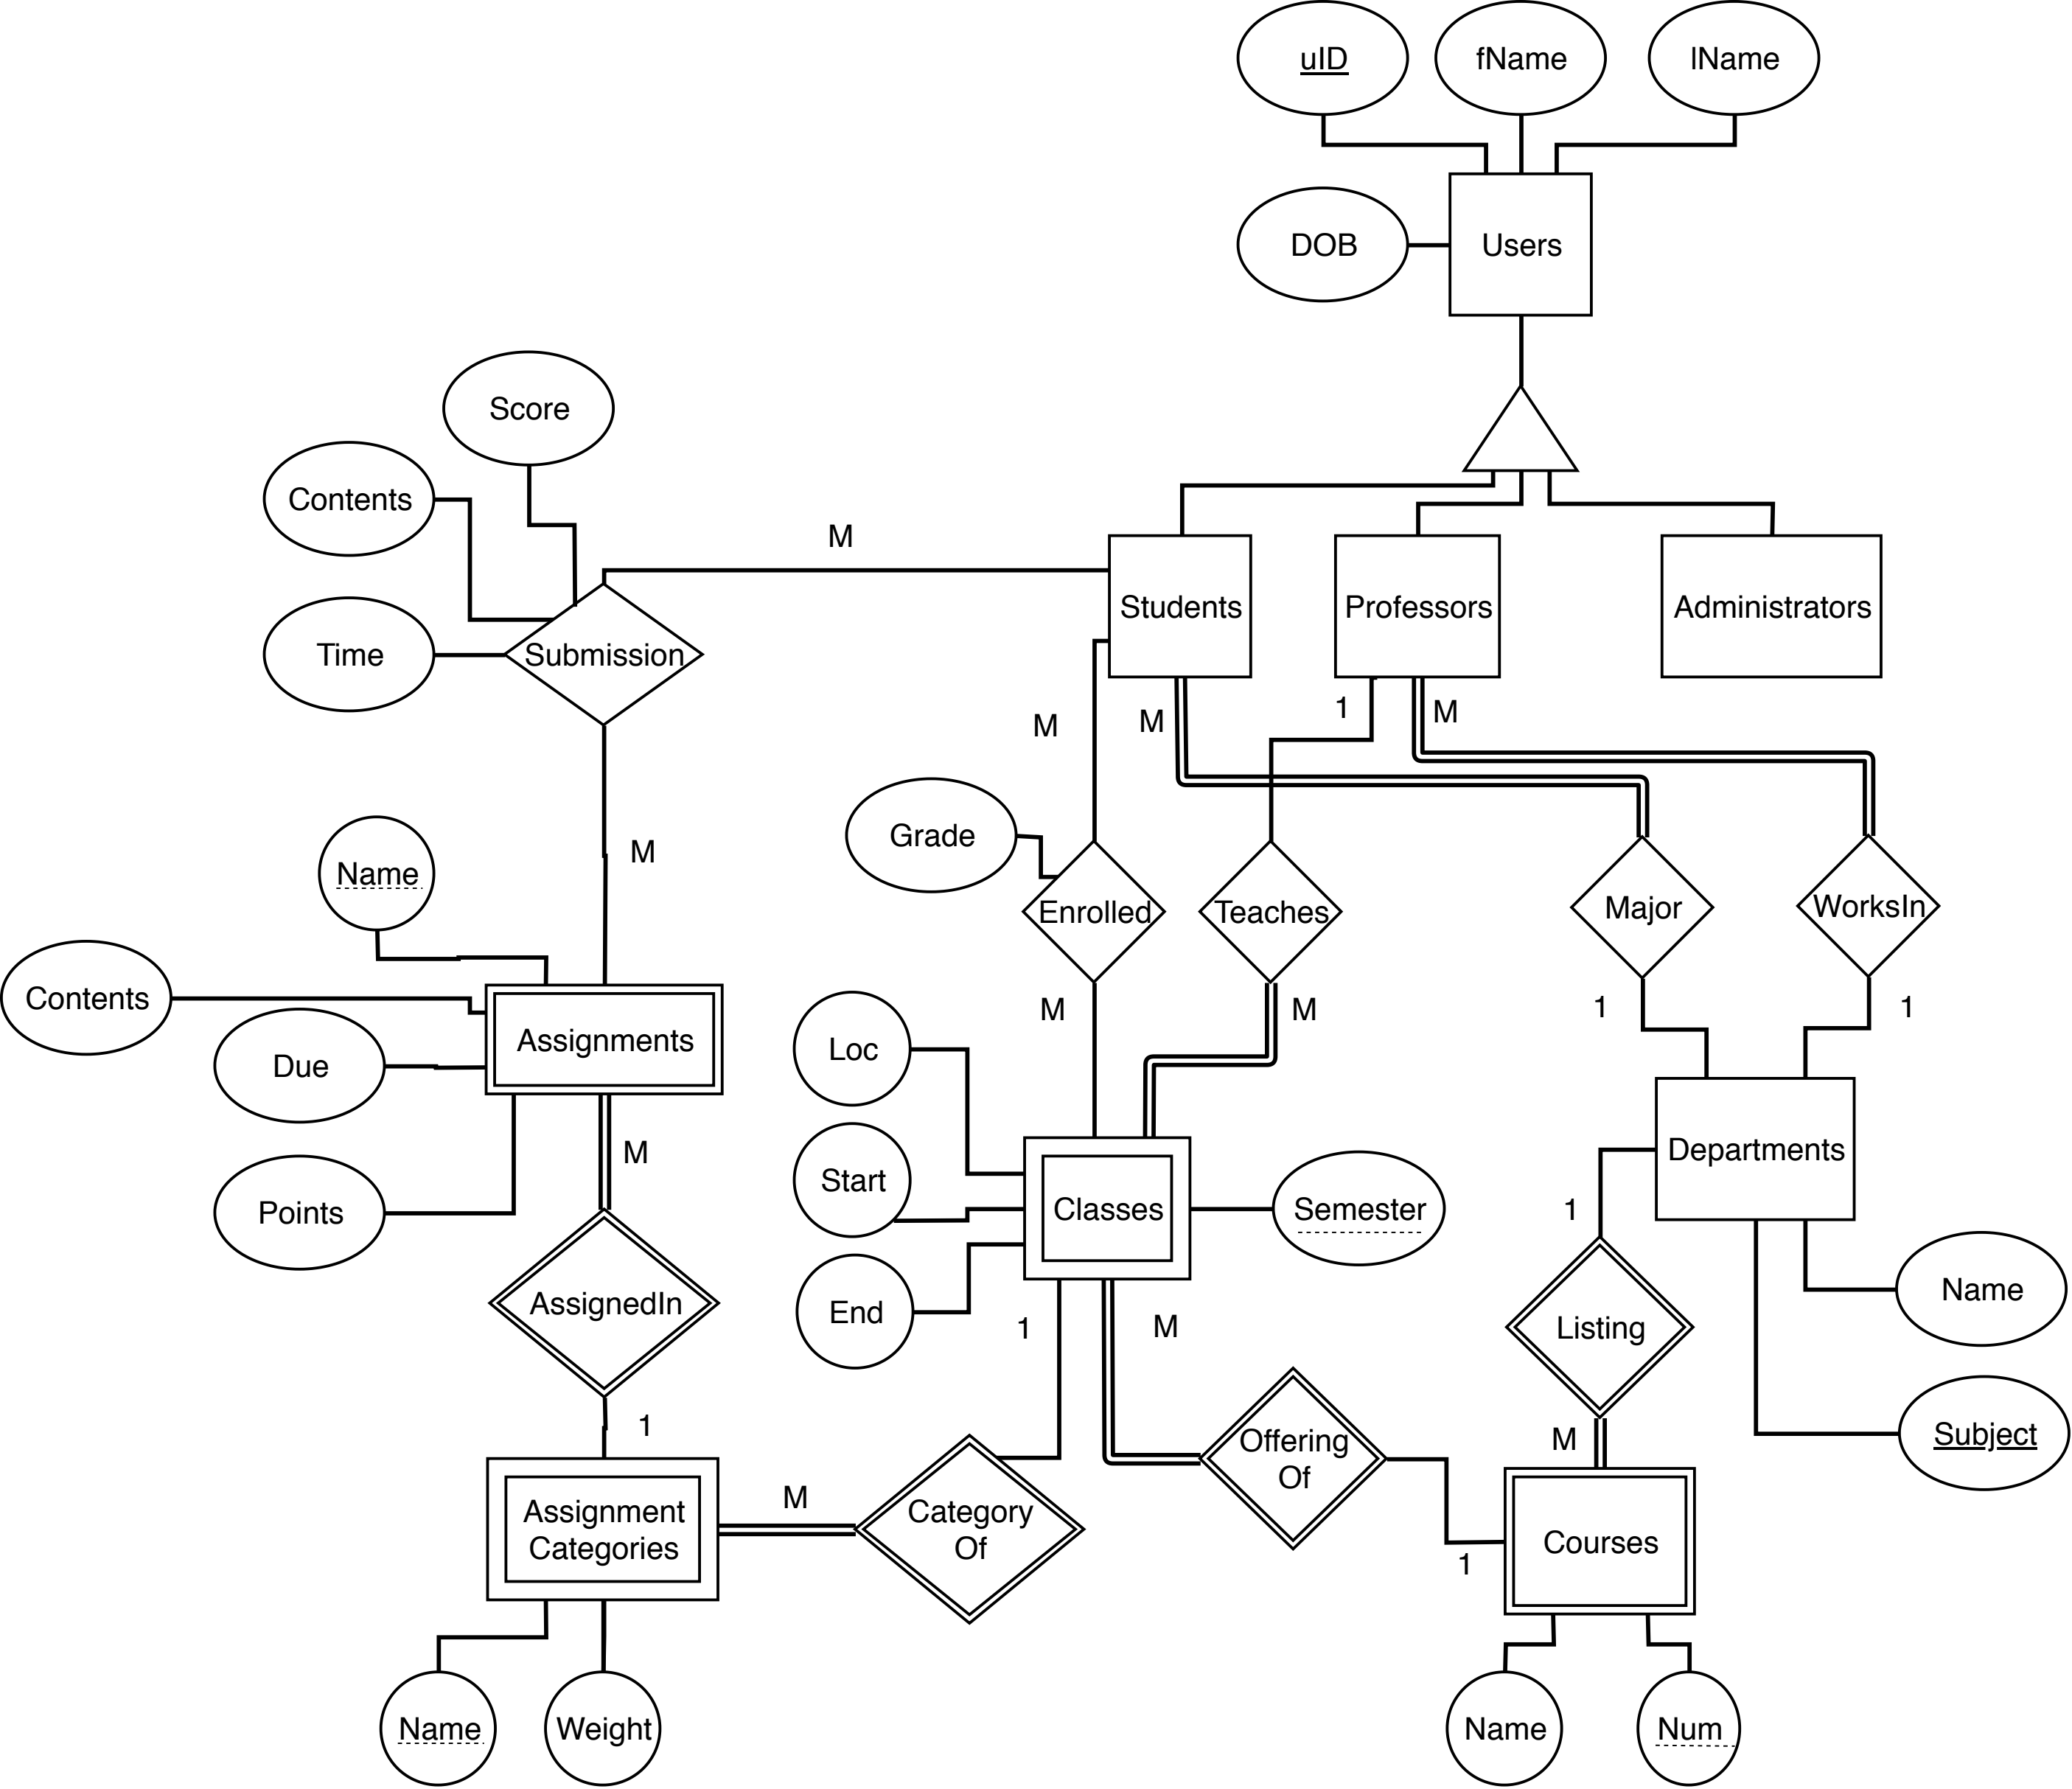 uID
fName
lName
DOB
Users
Score
Contents
M
Students
Professors
Administrators
Time
Submission
M
M
1
M
Grade
M
Name
Enrolled
Teaches
Major
WorksIn
Contents
M
M
1
1
Assignments
Loc
Due
M
Departments
Start
Classes
Semester
1
Points
AssignedIn
End
1
M
Listing
Name
1
Offering
Of
M
Subject
M
Assignment
Categories
Category
Of
Courses
1
Name
Weight
Name
Num